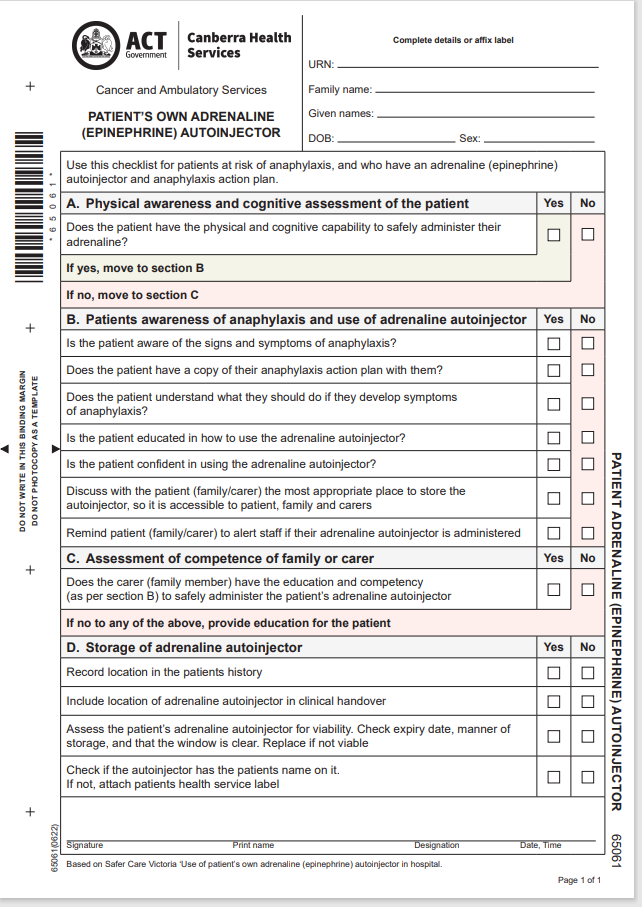 ACT
Government
Canberra Health
Services
Cancer and Ambulatory Services
PATIENT'S OWN ADRENALINE
(EPINEPHRINE) AUTOINJECTOR
Complete details or affix label
URN:
Family name:
Given names:
DOB: Sex:
*65061*
DO NOT WRITE IN THIS BINDING MARGIN
DO NOT PHOTOCOPY AS A TEMPLATE
Use this checklist for patients at risk of anaphylaxis, and who have an adrenaline (epinephrine)
autoinjector and anaphylaxis action plan.
A. Physical awareness and cognitive assessment of the patient Yes No
Does the patient have the physical and cognitive capability to safely administer their
adrenaline?
If yes, move to section B
If no, move to section C
B. Patients awareness of anaphylaxis and use of adrenaline autoinjector Yes No
Is the patient aware of the signs and symptoms of anaphylaxis?
Does the patient have a copy of their anaphylaxis action plan with them?
Does the patient understand what they should do if they develop symptoms
of anaphylaxis?
Is the patient educated in how to use the adrenaline autoinjector?
Is the patient confident in using the adrenaline autoinjector?
Discuss with the patient (family/carer) the most appropriate place to store the
autoinjector, so it is accessible to patient, family and carers
Remind patient (family/carer) to alert staff if their adrenaline autoinjector is administered
C. Assessment of competence of family or carer Yes No
Does the carer (family member) have the education and competency
(as per section B) to safely administer the patient's adrenaline autoinjector
If no to any of the above, provide education for the patient
D. Storage of adrenaline autoinjector Yes No
Record location in the patients history
Include location of adrenaline autoinjector in clinical handover
Assess the patient's adrenaline autoinjector for viability. Check expiry date, manner of
storage, and that the window is clear. Replace if not viable
Check if the autoinjector has the patients name on it.
If not, attach patients health service label
Signature Print name Designation Date, Time
Based on Safer Care Victoria 'Use of patient's own adrenaline (epinephrine) autoinjector in hospital.
65061(0622)
PATIENT ADRENALINE (EPINEPHRINE) AUTOINJECTOR 65061
Page 1 of 1